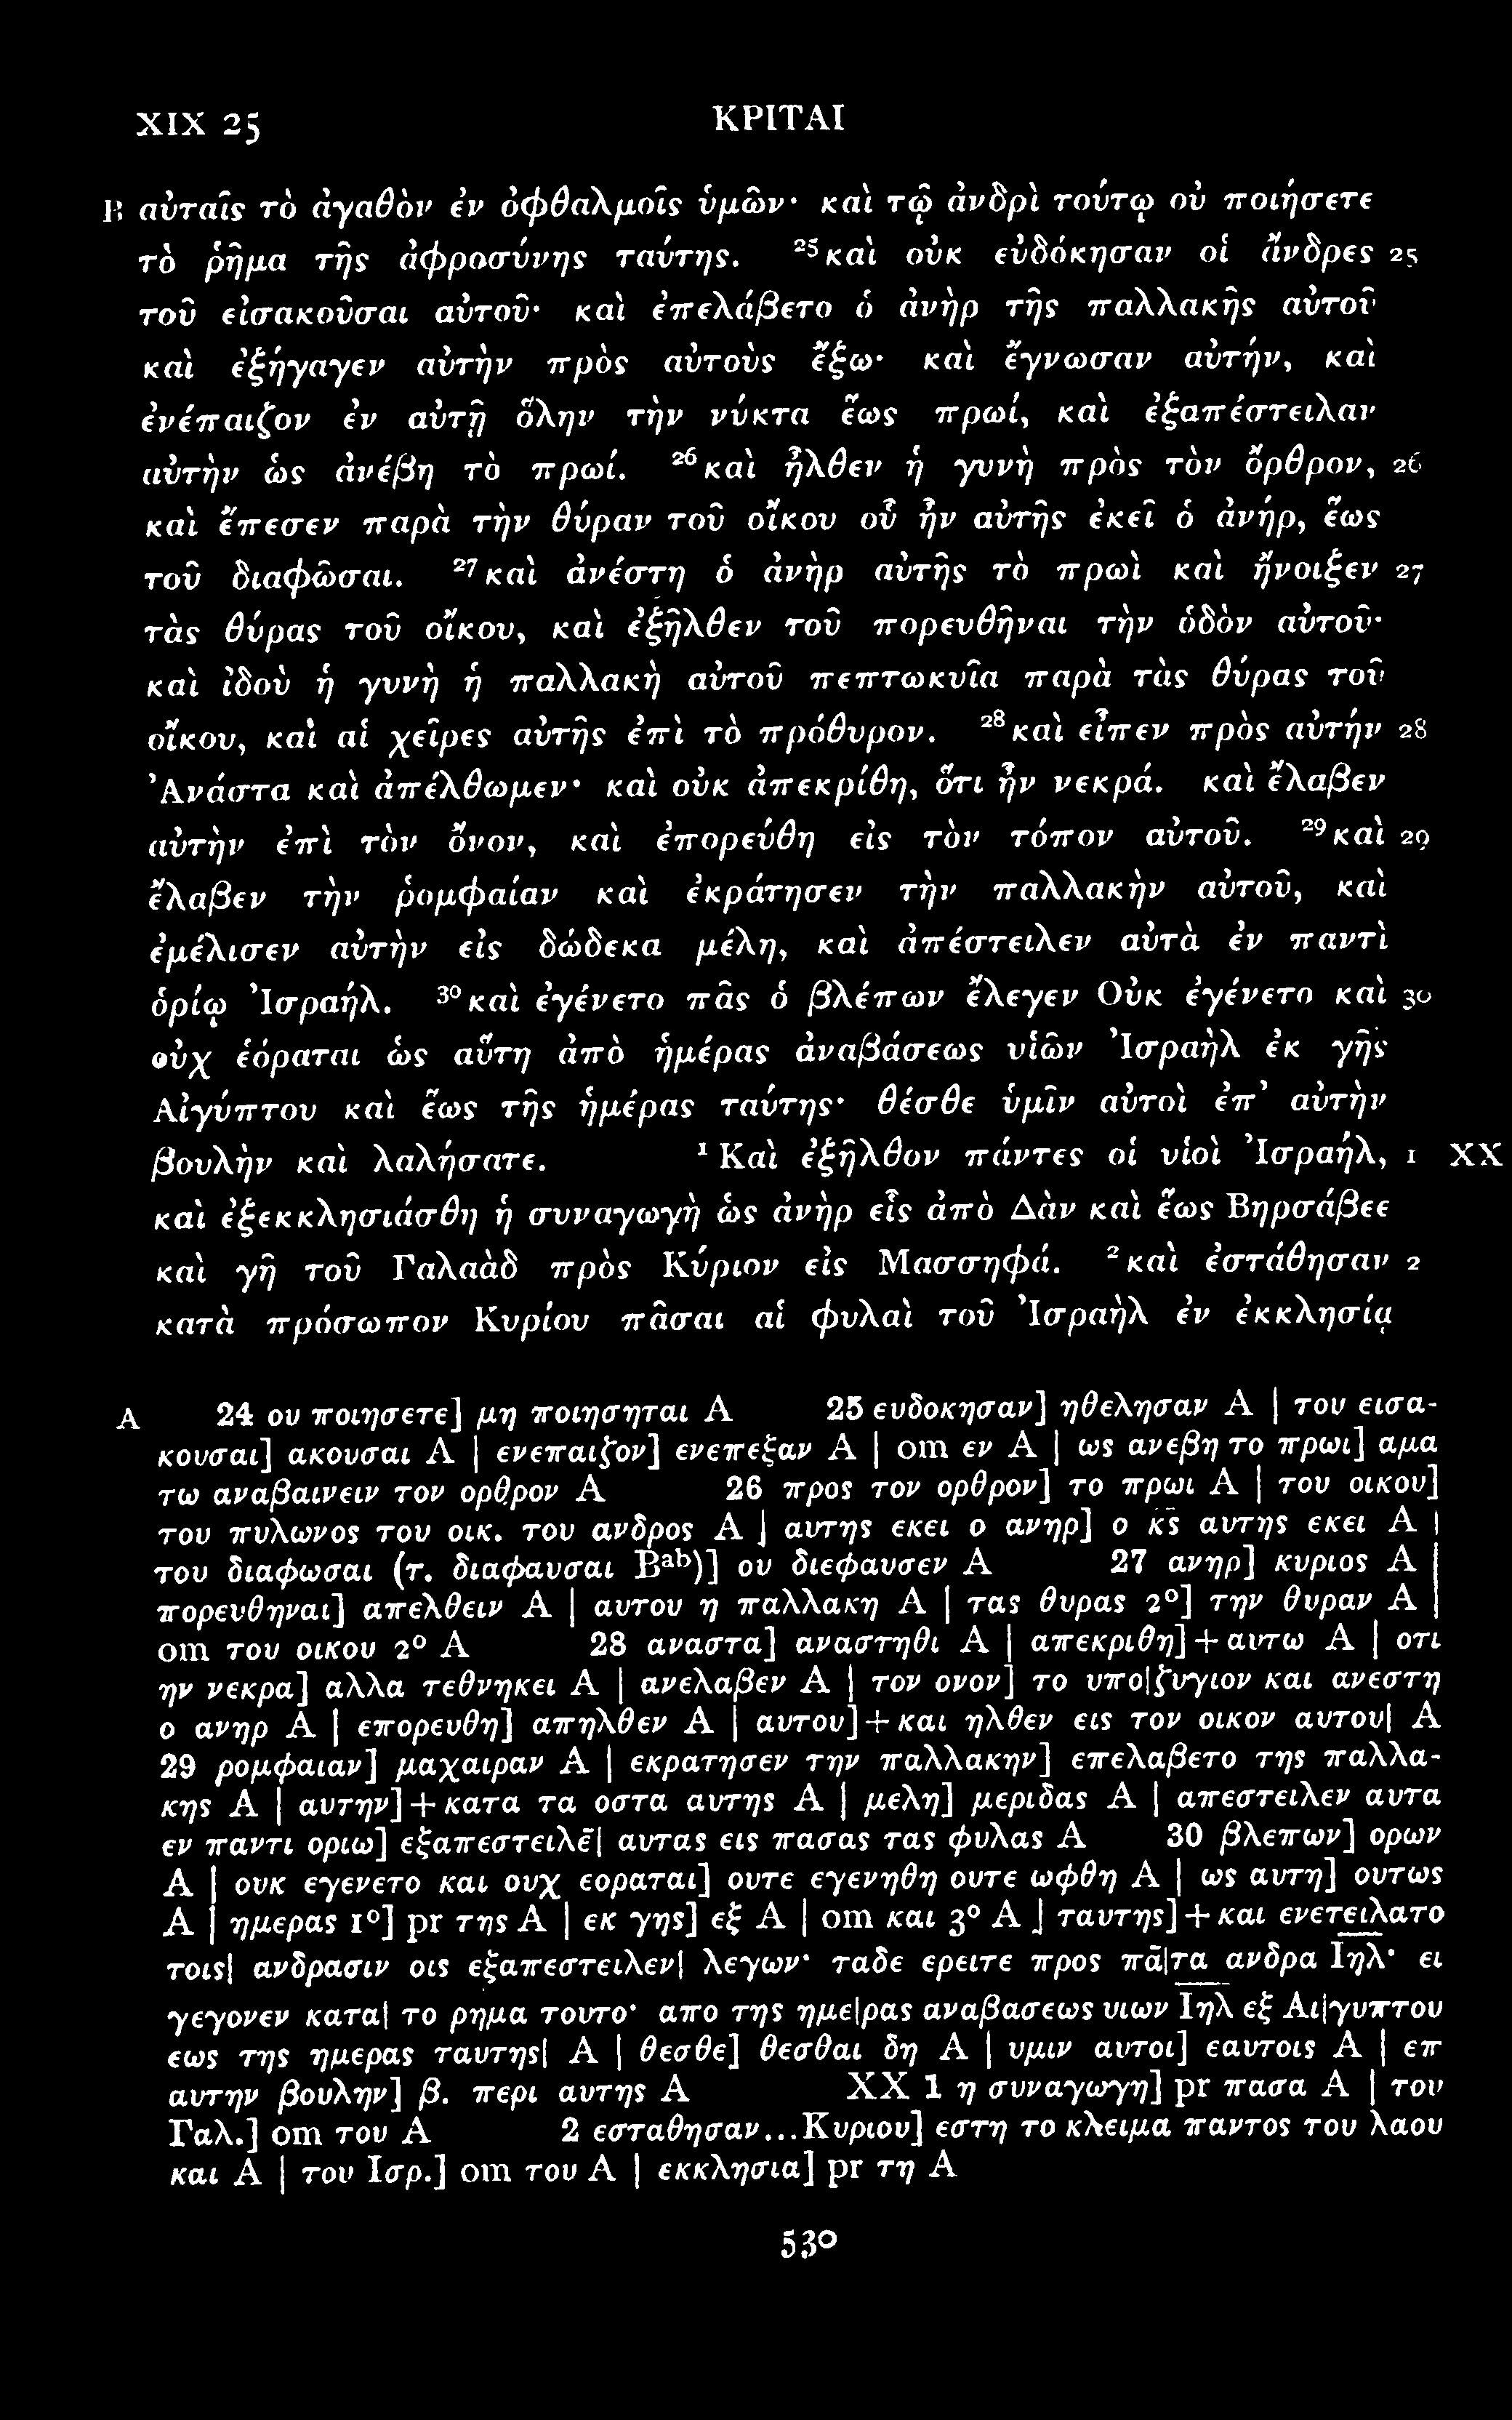 XIX 25 ΚΡΙΤΑΙ
B αὐταῖς τὸ ἀγαθὸν ἐν ὀφθαλμοῖς ὑμῶν· καὶ τῷ ἀνδρὶ τούτῳ οὐ ποιήσετε
τὸ ῥῆμα τῆς ἀφροσύνης ταύτης. ²⁵καὶ οὐκ εὐδόκησαν οἱ ἄνδρες 25
τοῦ εἰσακοῦσαι αὐτοῦ· καὶ ἐπελάβετο ὁ ἀνὴρ τῆς παλλακῆς αὐτοῦ
καὶ ἐξήγαγεν αὐτὴν πρὸς αὐτοὺς ἔξω· καὶ ἔγνωσαν αὐτήν, καὶ
ἐνέπαιζον ἐν αὐτῇ ὅλην τὴν νύκτα ἕως πρωί, καὶ ἐξαπέστειλαν
αὐτὴν ὡς ἀνέβη τὸ πρωί. ²⁶καὶ ἦλθεν ἡ γυνὴ πρὸς τὸν ὄρθρον, 26
καὶ ἔπεσεν παρὰ τὴν θύραν τοῦ οἴκου οὗ ἦν αὐτῆς ἐκεῖ ὁ ἀνήρ, ἕως
τοῦ διαφῶσαι. ²⁷καὶ ἀνέστη ὁ ἀνὴρ αὐτῆς τὸ πρωὶ καὶ ἤνοιξεν 27
τὰς θύρας τοῦ οἴκου, καὶ ἐξῆλθεν τοῦ πορευθῆναι τὴν ὁδὸν αὐτοῦ·
καὶ ἰδοὺ ἡ γυνὴ ἡ παλλακὴ αὐτοῦ πεπτωκυῖα παρὰ τὰς θύρας τοῦ
οἴκου, καὶ αἱ χεῖρες αὐτῆς ἐπὶ τὸ πρόθυρον. ²⁸καὶ εἶπεν πρὸς αὐτήν 28
Ἀνάστα καὶ ἀπέλθωμεν· καὶ οὐκ ἀπεκρίθη, ὅτι ἦν νεκρά. καὶ ἔλαβεν
αὐτὴν ἐπὶ τὸν ὄνον, καὶ ἐπορεύθη εἰς τὸν τόπον αὐτοῦ. ²⁹καὶ 29
ἔλαβεν τὴν ῥομφαίαν καὶ ἐκράτησεν τὴν παλλακὴν αὐτοῦ, καὶ
ἐμέλισεν αὐτὴν εἰς δώδεκα μέλη, καὶ ἀπέστειλεν αὐτὰ ἐν παντὶ
ὁρίῳ Ἰσραήλ. ³⁰καὶ ἐγένετο πᾶς ὁ βλέπων ἔλεγεν Οὐκ ἐγένετο καὶ 30
οὐχ ἑόραται ὡς αὕτη ἀπὸ ἡμέρας ἀναβάσεως υἱῶν Ἰσραὴλ ἐκ γῆς
Αἰγύπτου καὶ ἕως τῆς ἡμέρας ταύτης· θέσθε ὑμῖν αὐτοὶ ἐπ’ αὐτὴν
βουλὴν καὶ λαλήσατε. ¹Καὶ ἐξῆλθον πάντες οἱ υἱοὶ Ἰσραήλ, 1 XX
καὶ ἐξεκκλησιάσθη ἡ συναγωγὴ ὡς ἀνὴρ εἷς ἀπὸ Δὰν καὶ ἕως Βηρσάβεε
καὶ γῆ τοῦ Γαλαὰδ πρὸς Κύριον εἰς Μασσηφά. ²καὶ ἐστάθησαν 2
κατὰ πρόσωπον Κυρίου πᾶσαι αἱ φυλαὶ τοῦ Ἰσραὴλ ἐν ἐκκλησίᾳ
A 24 ου ποιησετε] μη ποιησηται A 25 ευδοκησαν] ηθελησαν A | του εισα-
κουσαι] ακουσαι A | ενεπαιζον] ενεπεξαν A | om εν A | ως ανεβη το πρωι] αμα
τω αναβαινειν τον ορθρον A 26 προς τον ορθρον] το πρωι A | του οικου]
του πυλωνος του οικ. του ανδρος A | αυτης εκει ο ανηρ] ο κ̅ς̅ αυτης εκει A |
του διαφωσαι (τ. διαφαυσαι Bᵃᵇ)] ου διεφαυσεν A 27 ανηρ] κυριος A |
πορευθηναι] απελθειν A | αυτου η παλλακη A | τας θυρας 2°] την θυραν A |
om του οικου 2° A 28 αναστα] αναστηθι A | απεκριθη]+αυτω A | οτι
ην νεκρα] αλλα τεθνηκει A | ανελαβεν A | τον ονον] το υπο|ζυγιον και ανεστη
ο ανηρ A | επορευθη] απηλθεν A | αυτου]+και ηλθεν εις τον οικον αυτου| A
29 ρομφαιαν] μαχαιραν A | εκρατησεν την παλλακην] επελαβετο της παλλα-
κης A | αυτην]+κατα τα οστα αυτης A | μελη] μεριδας A | απεστειλεν αυτα
εν παντι οριω] εξαπεστειλε̅| αυτας εις πασας τας φυλας A 30 βλεπων] ορων
A | ουκ εγενετο και ουχ εοραται] ουτε εγενηθη ουτε ωφθη A | ως αυτη] ουτως
A | ημερας 1°] pr της A | εκ γης] εξ A | om και 3° A | ταυτης]+και ενετειλατο
τοις| ανδρασιν οις εξαπεστειλεν| λεγων· ταδε ερειτε προς πα̅|τα ανδρα Ι̅η̅λ̅· ει
γεγονεν κατα| το ρημα τουτο· απο της ημε|ρας αναβασεως υιων Ι̅η̅λ̅ εξ Αι|γυπτου
εως της ημερας ταυτης| A | θεσθε] θεσθαι δη A | υμιν αυτοι] εαυτοις A | επ
αυτην βουλην] β. περι αυτης A XX 1 η συναγωγη] pr πασα A | του
Γαλ.] om του A 2 εσταθησαν...Κυριου] εστη το κλειμα παντος του λαου
και A | του Ισρ.] om του A | εκκλησια] pr τη A
530